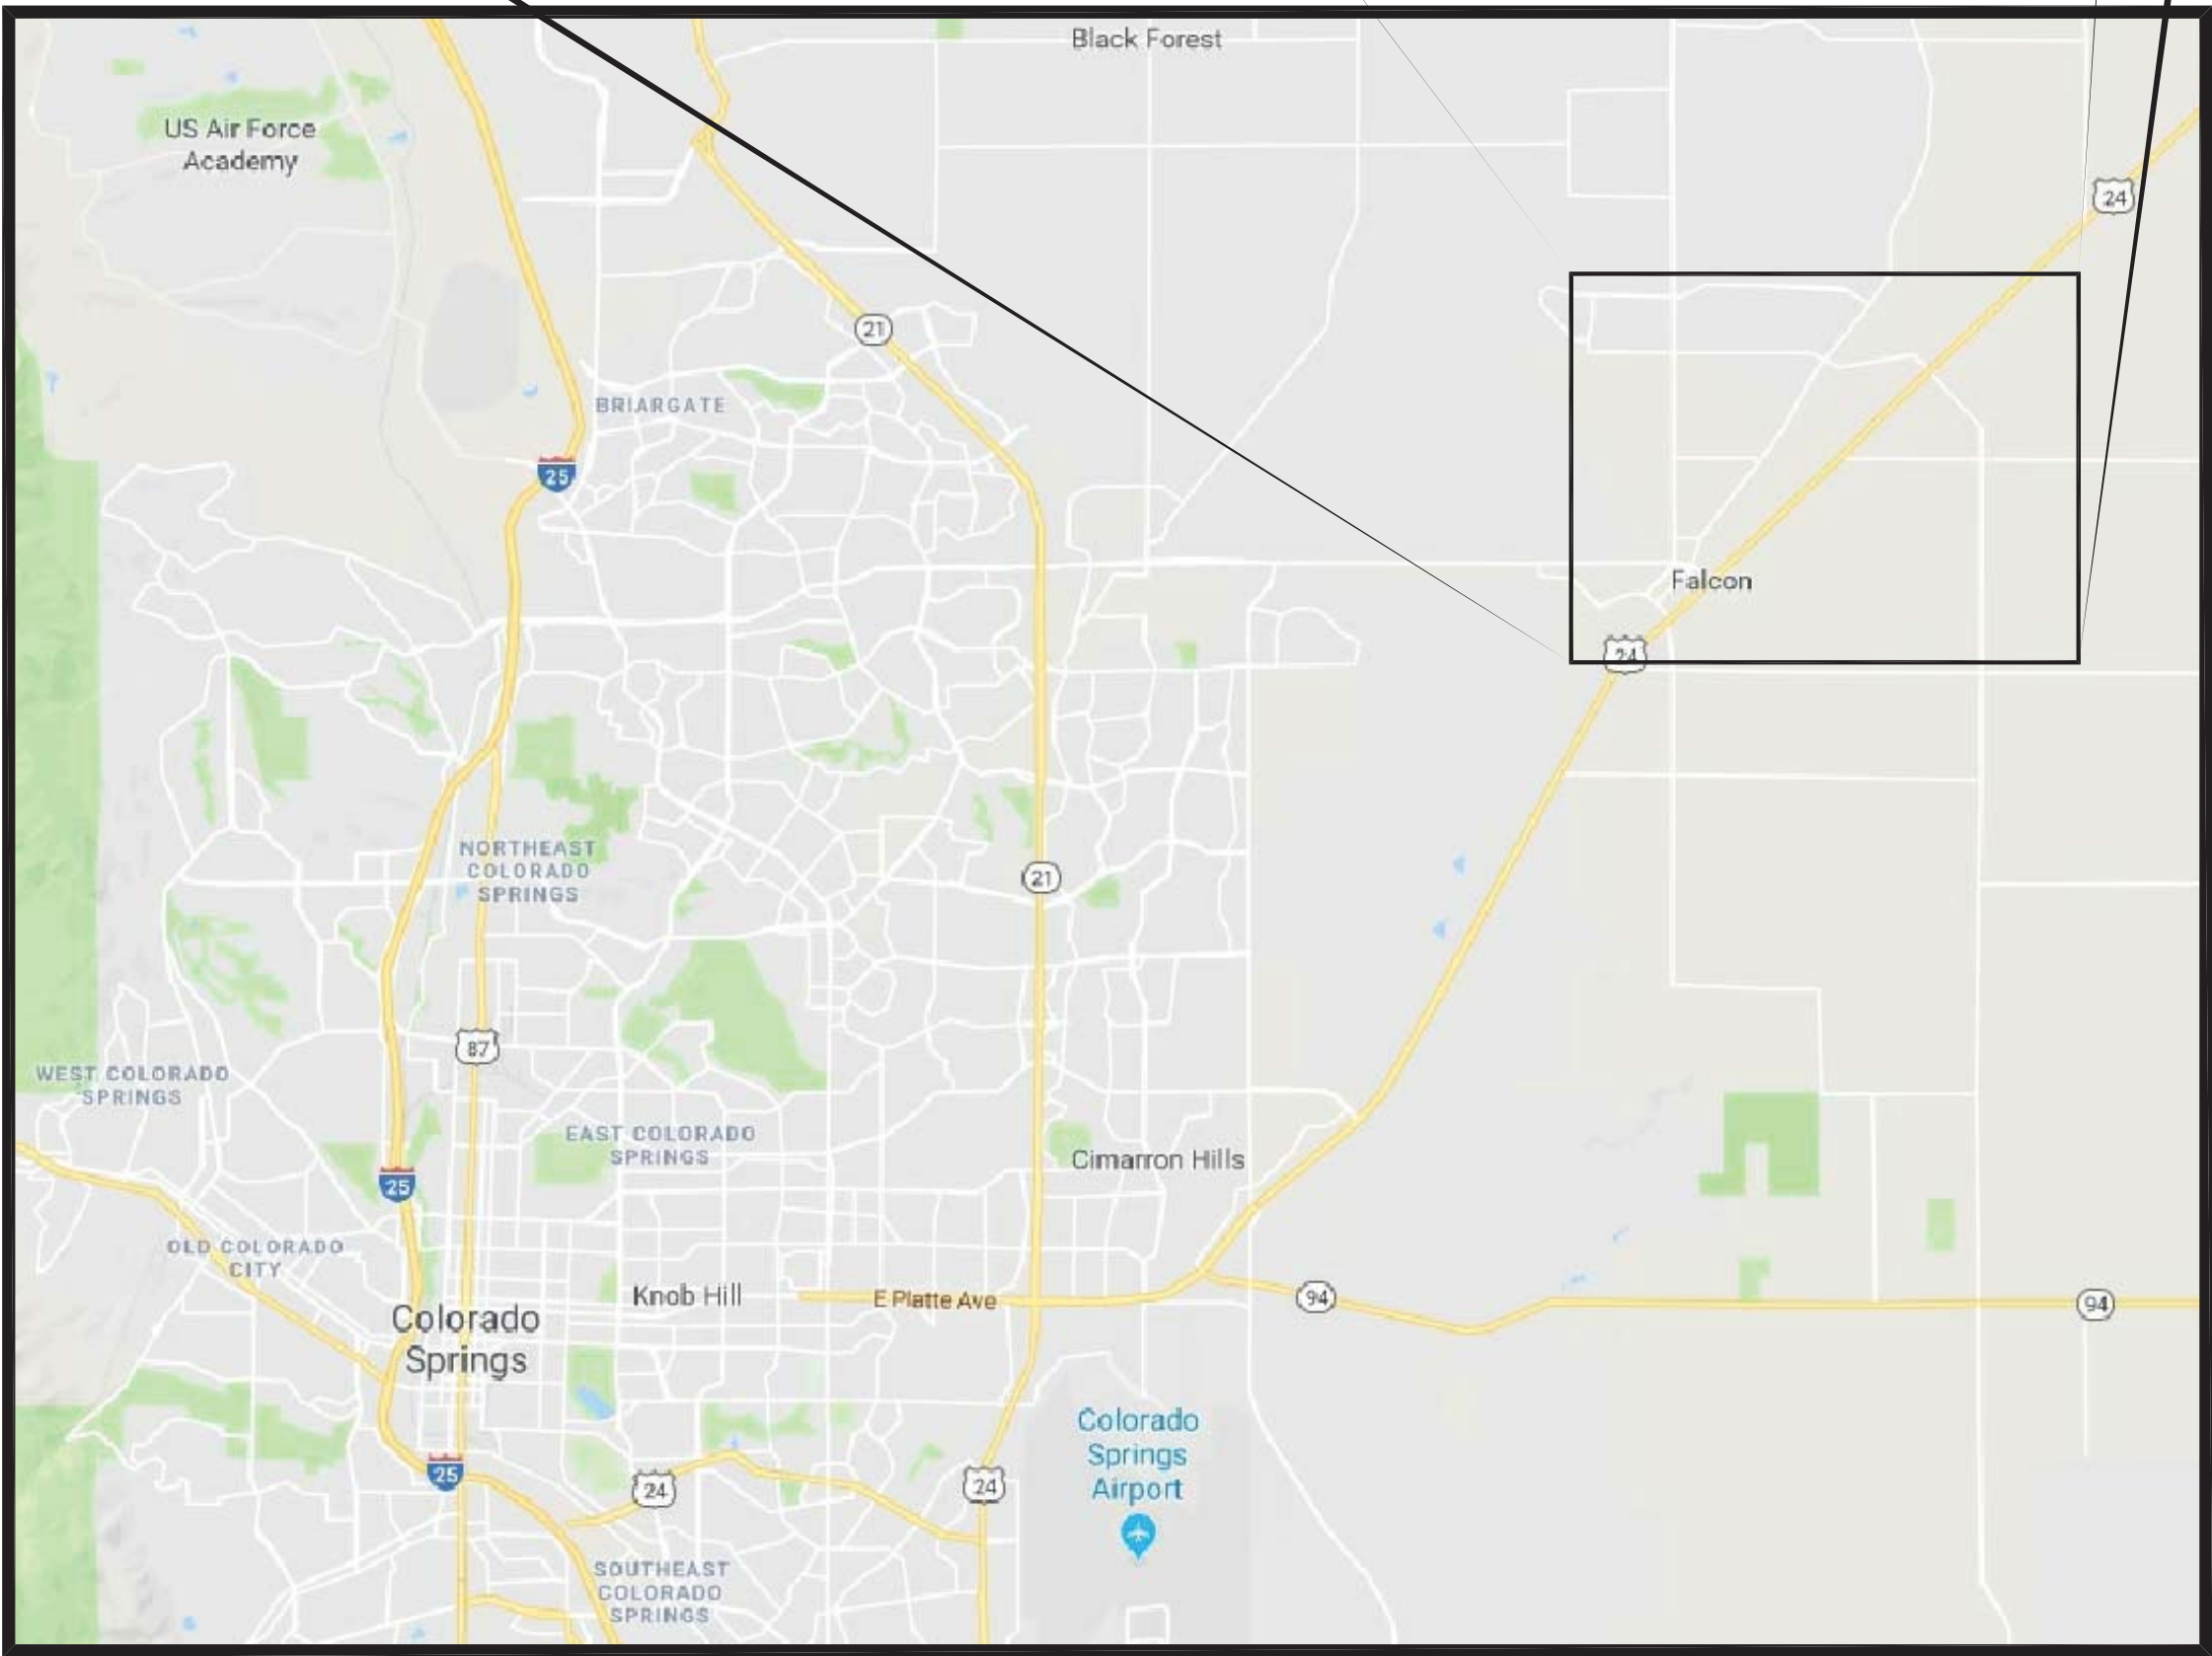 Black Forest
US Air Force
Academy
24
21
BRIARGATE
25
Falcon
24
NORTHEAST
COLORADO
SPRINGS
21
87
WEST COLORADO
SPRINGS
EAST COLORADO
SPRINGS
Cimarron Hills
25
OLD COLORADO
CITY
Knob Hill
E Platte Ave
94
94
Colorado
Springs
Colorado
Springs
Airport
25
24
24
SOUTHEAST
COLORADO
SPRINGS